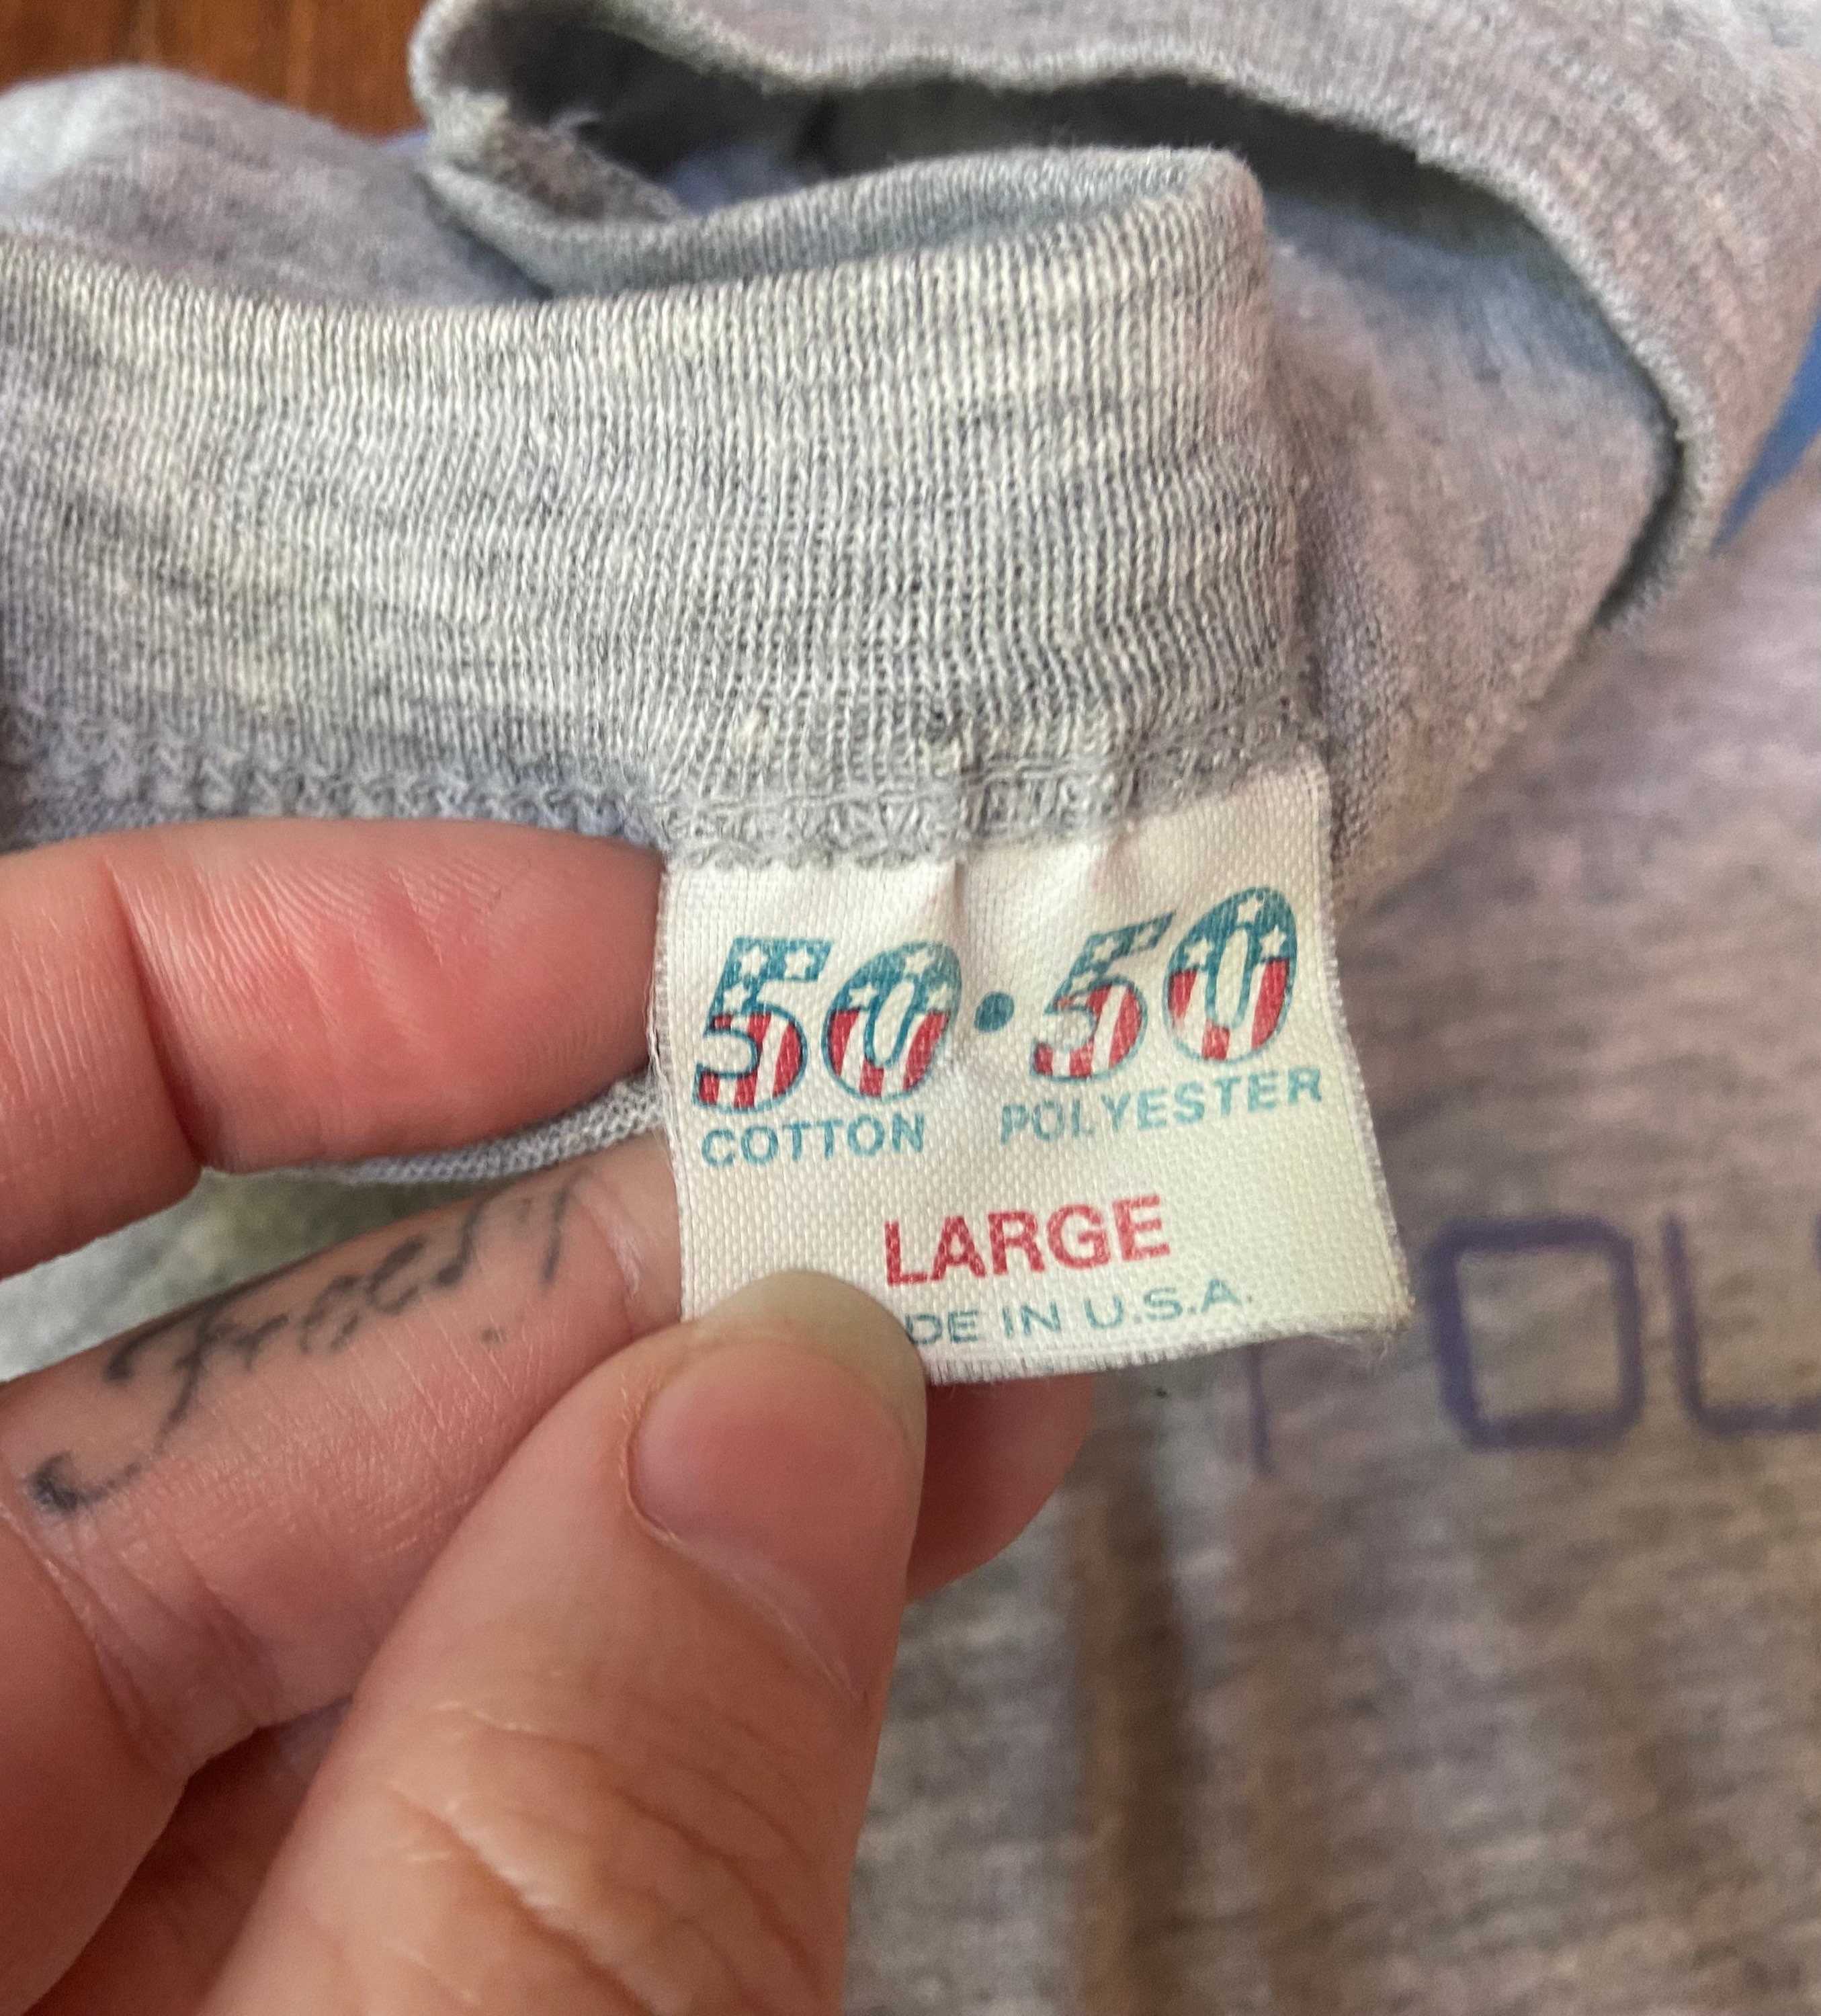 50•50
COTTON POLYESTER
LARGE
DE IN U.S.A.